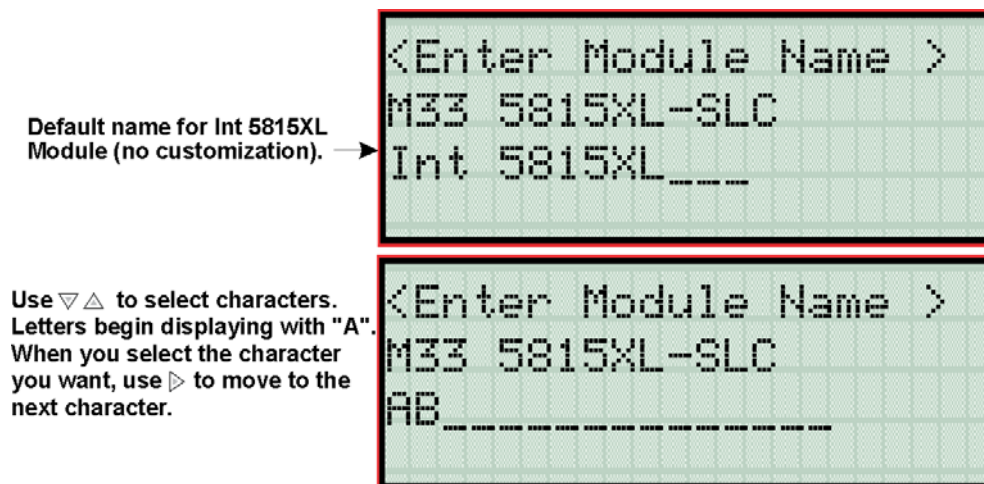 <Enter Module Name >
M33 5815XL-SLC
Default name for Int 5815XL
Module (no customization).
Int 5815XL___
Use ▽ △ to select characters.
Letters begin displaying with "A".
When you select the character
you want, use ▷ to move to the
next character.
<Enter Module Name >
M33 5815XL-SLC
AB______________